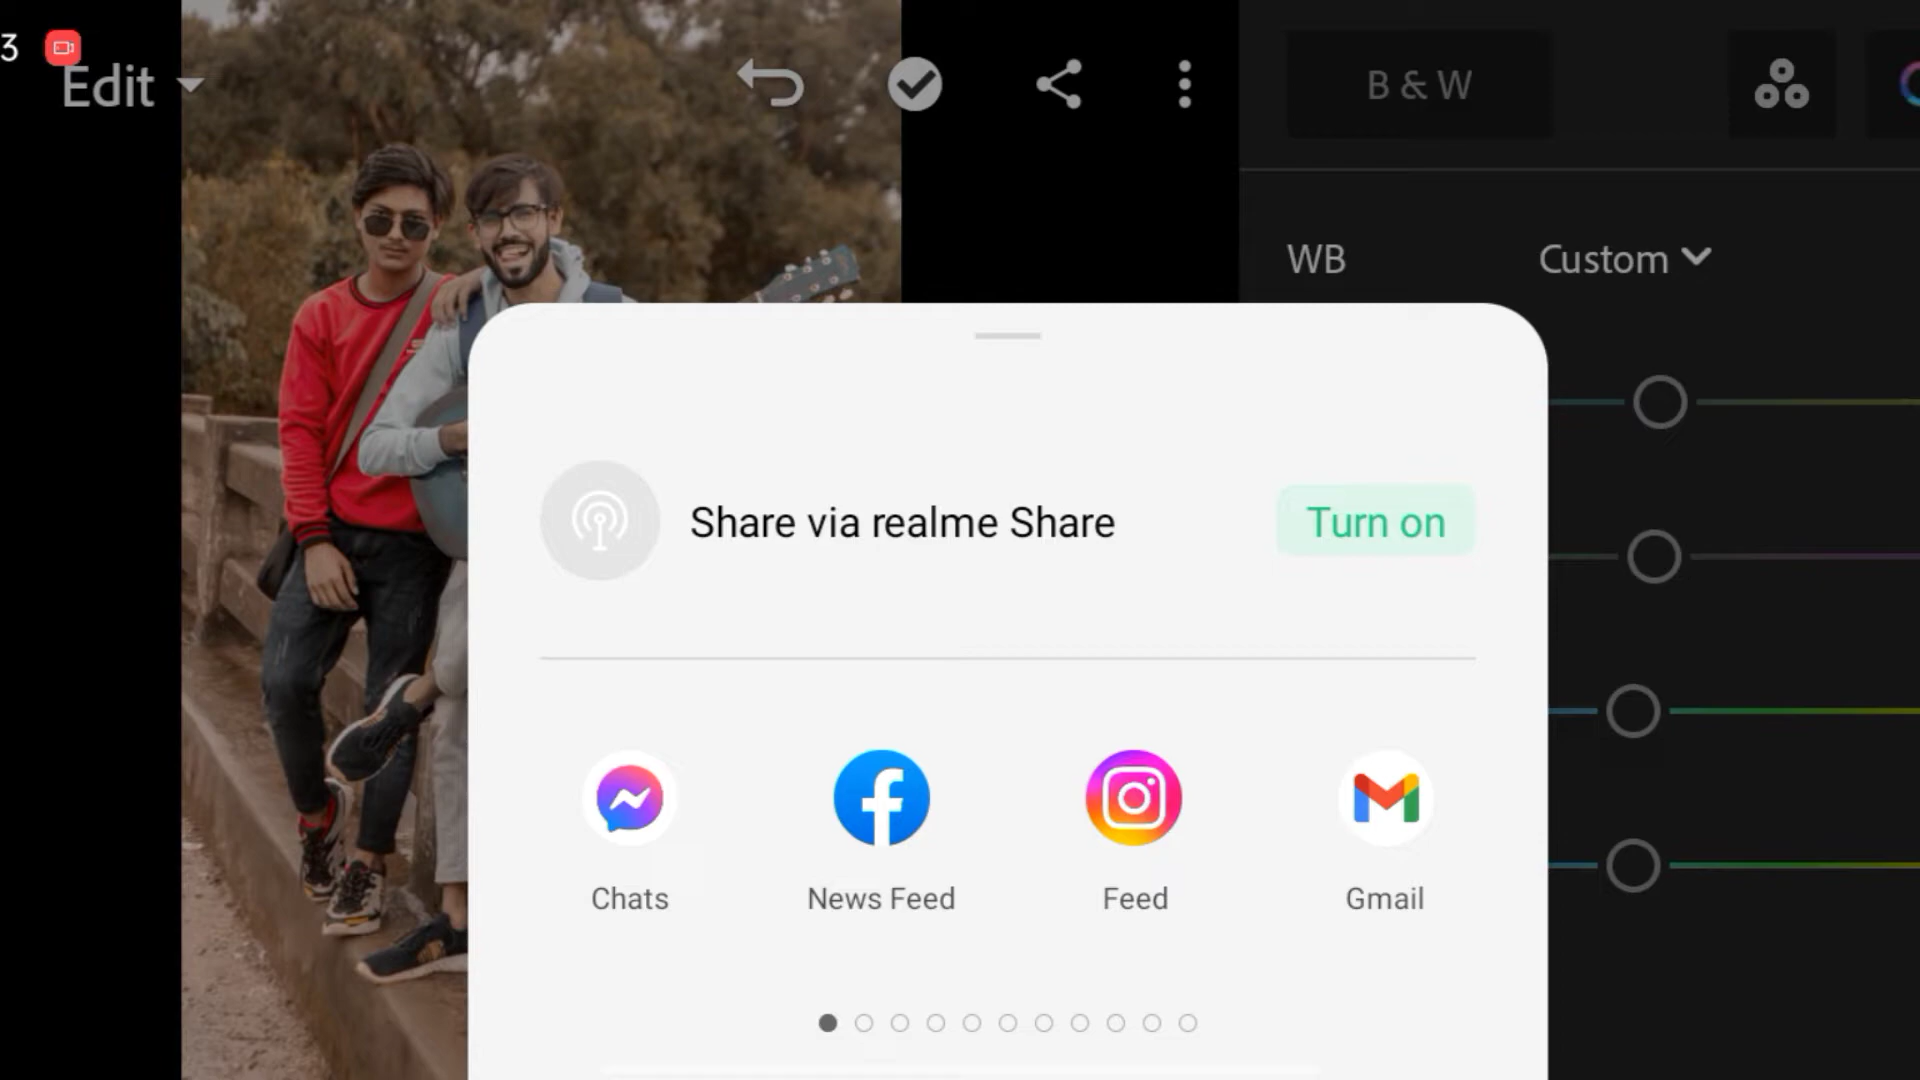 3
Edit
B & W
WB
Custom
Share via realme Share
Turn on
Chats
News Feed
Feed
Gmail